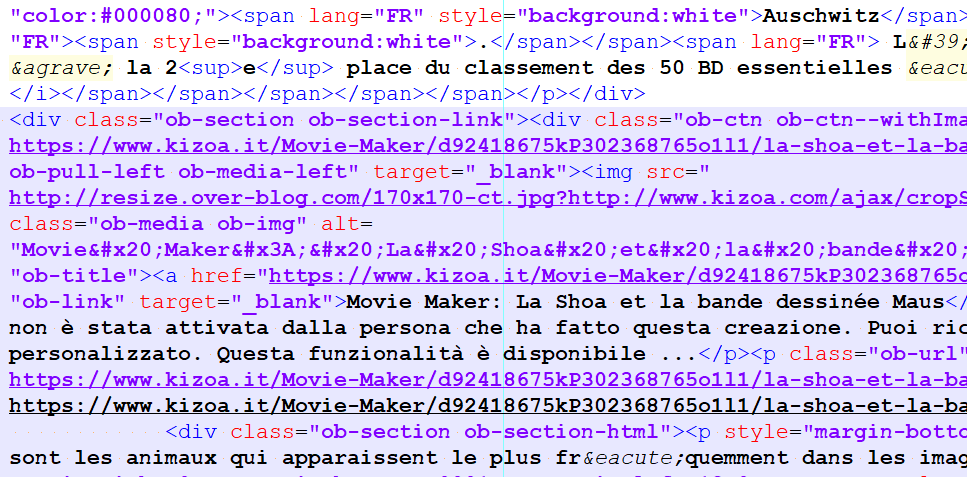 "color:#000080;"><span lang="FR" style="background:white">Auschwitz</span>
"FR"><span style="background:white">.</span></span><span lang="FR"> L&#39;
&agrave; la 2<sup>e</sup> place du classement des 50 BD essentielles &eacu
</i></span></span></span></span></span></p></div>
<div class="ob-section ob-section-link"><div class="ob-ctn ob-ctn--withIma
https://www.kizoa.it/Movie-Maker/d92418675kP302368765o1l1/la-shoa-et-la-ba
ob-pull-left ob-media-left" target="_blank"><img src="
http://resize.over-blog.com/170x170-ct.jpg?http://www.kizoa.com/ajax/cropS
class="ob-media ob-img" alt=
"Movie&#x20;Maker&#x3A;&#x20;La&#x20;Shoa&#x20;et&#x20;la&#x20;bande&#x20;
"ob-title"><a href="https://www.kizoa.it/Movie-Maker/d92418675kP302368765o
"ob-link" target="_blank">Movie Maker: La Shoa et la bande dessinée Maus</
non è stata attivata dalla persona che ha fatto questa creazione. Puoi ric
personalizzato. Questa funzionalità è disponibile ...</p><p class="ob-url"
https://www.kizoa.it/Movie-Maker/d92418675kP302368765o1l1/la-shoa-et-la-ba
https://www.kizoa.it/Movie-Maker/d92418675kP302368765o1l1/la-shoa-et-la-ba
<div class="ob-section ob-section-html"><p style="margin-botto
sont les animaux qui apparaissent le plus fr&eacute;quemment dans les imag